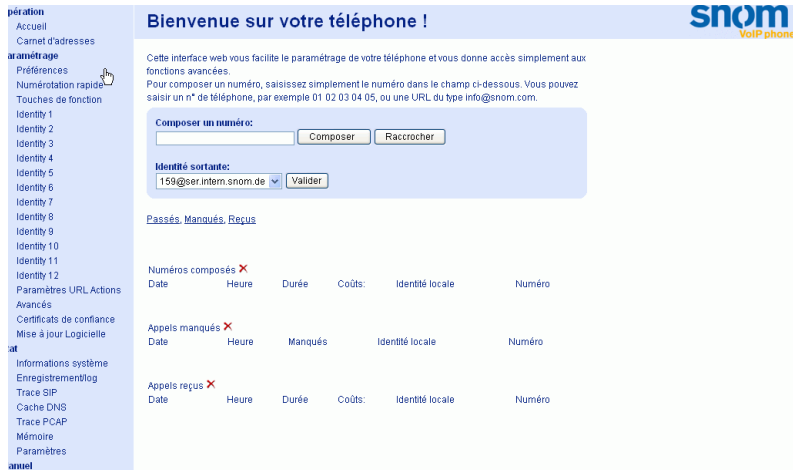 pération
Accueil
Carnet d'adresses
aramétrage
Préférences
Numérotation rapide
Touches de fonction
Identity 1
Identity 2
Identity 3
Identity 4
Identity 5
Identity 6
Identity 7
Identity 8
Identity 9
Identity 10
Identity 11
Identity 12
Paramètres URL Actions
Avancés
Certificats de confiance
Mise à jour Logicielle
tat
Informations système
Enregistrement/log
Trace SIP
Cache DNS
Trace PCAP
Mémoire
Paramètres
anuel
Bienvenue sur votre téléphone !
snom
VoIP phone
Cette interface web vous facilite le paramétrage de votre téléphone et vous donne accès simplement aux
fonctions avancées.
Pour composer un numéro, saisissez simplement le numéro dans le champ ci-dessous. Vous pouvez
saisir un n° de téléphone, par exemple 01 02 03 04 05, ou une URL du type info@snom.com.
Composer un numéro:
Composer Raccrocher
Identité sortante:
159@ser.intern.snom.de Valider
Passés, Manqués, Reçus
Numéros composés
Date Heure Durée Coûts: Identité locale Numéro
Appels manqués
Date Heure Manqués Identité locale Numéro
Appels reçus
Date Heure Durée Coûts: Identité locale Numéro